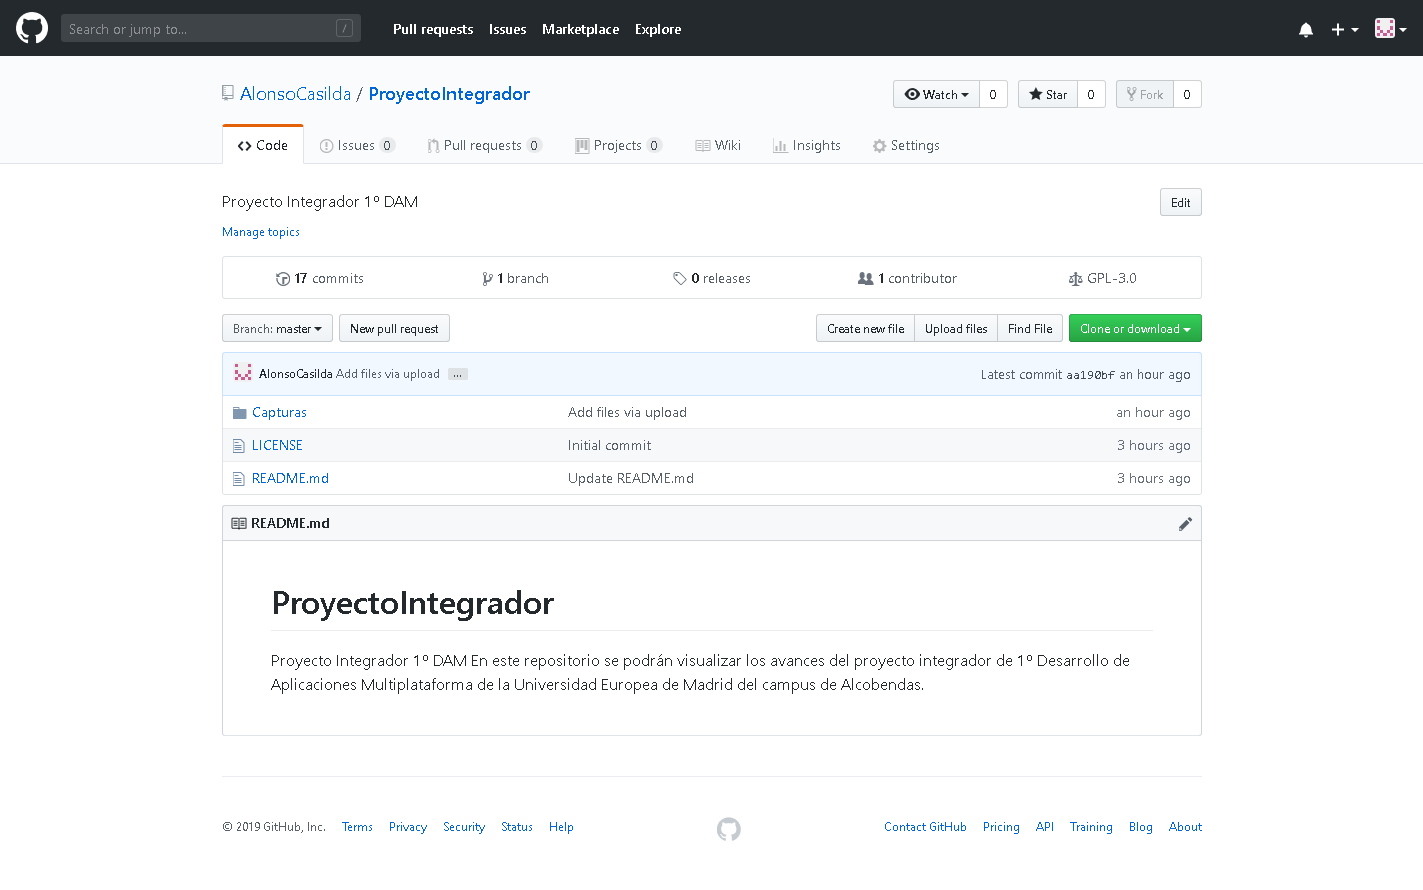 Search or jump to... / Pull requests Issues Marketplace Explore
AlonsoCasilda / ProyectoIntegrador Watch 0 Star 0 Fork 0
Code Issues 0 Pull requests 0 Projects 0 Wiki Insights Settings
Proyecto Integrador 1º DAM Edit
Manage topics
17 commits 1 branch 0 releases 1 contributor GPL-3.0
Branch: master New pull request Create new file Upload files Find File Clone or download
AlonsoCasilda Add files via upload ... Latest commit aa190bf an hour ago
Capturas Add files via upload an hour ago
LICENSE Initial commit 3 hours ago
README.md Update README.md 3 hours ago
README.md
ProyectoIntegrador
Proyecto Integrador 1º DAM En este repositorio se podrán visualizar los avances del proyecto integrador de 1º Desarrollo de
Aplicaciones Multiplataforma de la Universidad Europea de Madrid del campus de Alcobendas.
© 2019 GitHub, Inc. Terms Privacy Security Status Help Contact GitHub Pricing API Training Blog About